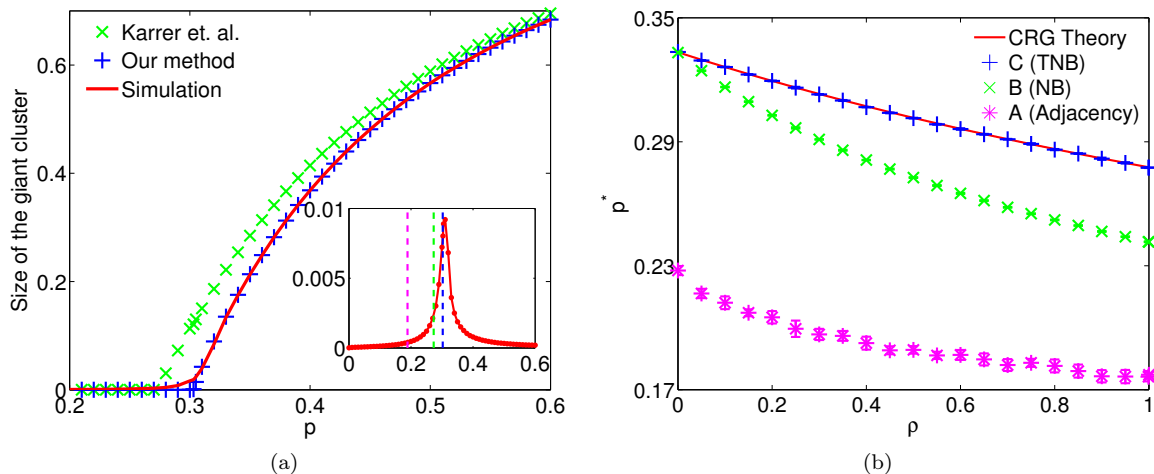 Karrer et. al.
Our method
Simulation
Size of the giant cluster
0.6
0.4
0.2
0
0.2
0.3
0.4
0.5
0.6
p
0.01
0.005
0
0
0.2
0.4
0.6
(a)
CRG Theory
C (TNB)
B (NB)
A (Adjacency)
p*
0.35
0.29
0.23
0.17
0
0.2
0.4
0.6
0.8
1
ρ
(b)